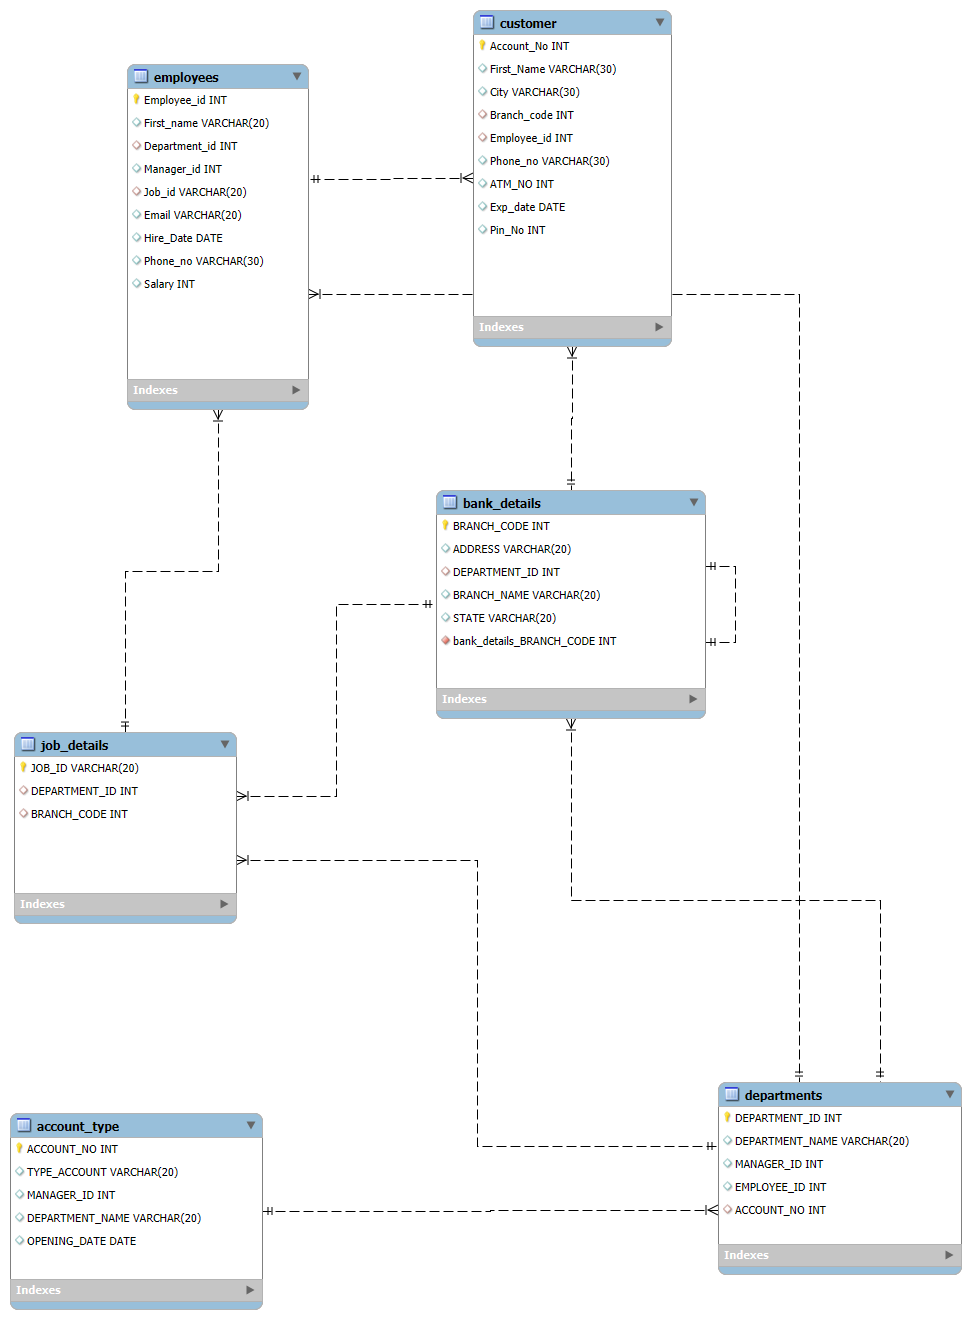 customer
Account_No INT
First_Name VARCHAR(30)
City VARCHAR(30)
Branch_code INT
Employee_id INT
Phone_no VARCHAR(30)
ATM_NO INT
Exp_date DATE
Pin_No INT
Indexes
employees
Employee_id INT
First_name VARCHAR(20)
Department_id INT
Manager_id INT
Job_id VARCHAR(20)
Email VARCHAR(20)
Hire_Date DATE
Phone_no VARCHAR(30)
Salary INT
Indexes
bank_details
BRANCH_CODE INT
ADDRESS VARCHAR(20)
DEPARTMENT_ID INT
BRANCH_NAME VARCHAR(20)
STATE VARCHAR(20)
bank_details_BRANCH_CODE INT
Indexes
job_details
JOB_ID VARCHAR(20)
DEPARTMENT_ID INT
BRANCH_CODE INT
Indexes
departments
DEPARTMENT_ID INT
DEPARTMENT_NAME VARCHAR(20)
MANAGER_ID INT
EMPLOYEE_ID INT
ACCOUNT_NO INT
Indexes
account_type
ACCOUNT_NO INT
TYPE_ACCOUNT VARCHAR(20)
MANAGER_ID INT
DEPARTMENT_NAME VARCHAR(20)
OPENING_DATE DATE
Indexes